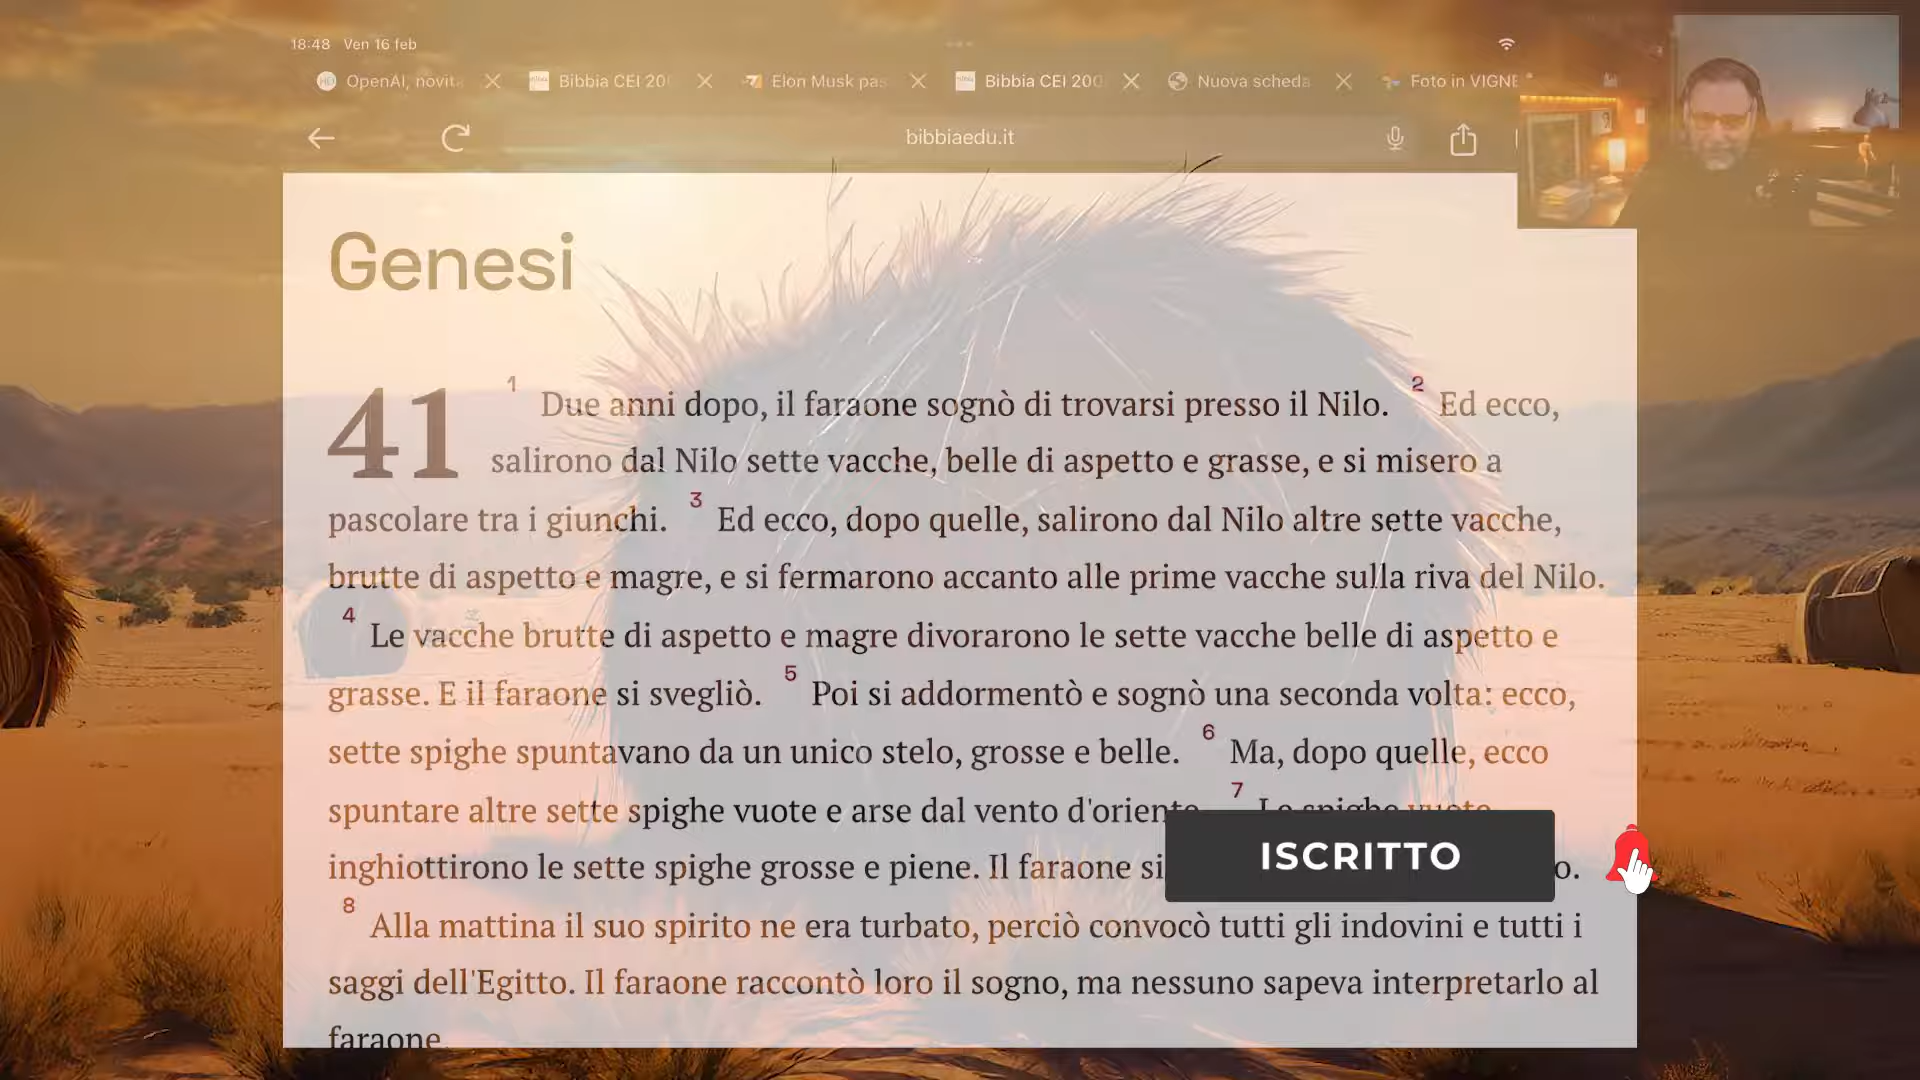 18:48 Ven 16 feb
OpenAI, novita
Bibbia CEI 200
Elon Musk pas
Bibbia CEI 200
Nuova scheda
Foto in VIGNE
bibbiaedu.it
Genesi
41 1 Due anni dopo, il faraone sognò di trovarsi presso il Nilo. 2 Ed ecco,
salirono dal Nilo sette vacche, belle di aspetto e grasse, e si misero a
pascolare tra i giunchi. 3 Ed ecco, dopo quelle, salirono dal Nilo altre sette vacche,
brutte di aspetto e magre, e si fermarono accanto alle prime vacche sulla riva del Nilo.
4 Le vacche brutte di aspetto e magre divorarono le sette vacche belle di aspetto e
grasse. E il faraone si svegliò. 5 Poi si addormentò e sognò una seconda volta: ecco,
sette spighe spuntavano da un unico stelo, grosse e belle. 6 Ma, dopo quelle, ecco
spuntare altre sette spighe vuote e arse dal vento d'oriente. 7 Le spighe vuote
inghiottirono le sette spighe grosse e piene. Il faraone si o.
ISCRITTO
8 Alla mattina il suo spirito ne era turbato, perciò convocò tutti gli indovini e tutti i
saggi dell'Egitto. Il faraone raccontò loro il sogno, ma nessuno sapeva interpretarlo al
faraone.